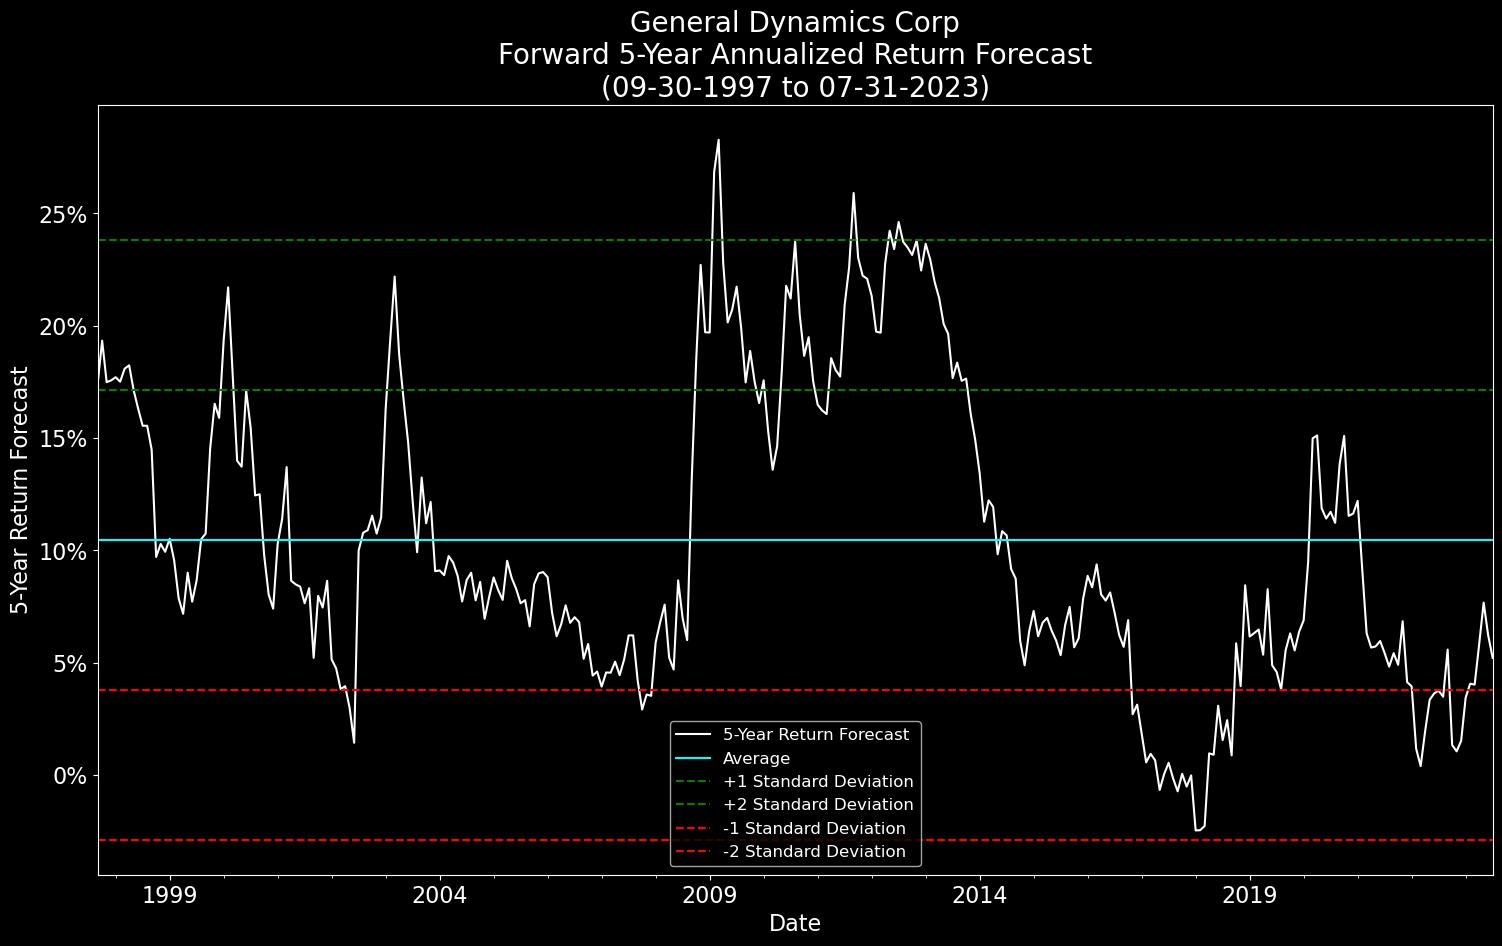 General Dynamics Corp
Forward 5-Year Annualized Return Forecast
(09-30-1997 to 07-31-2023)
5-Year Return Forecast
25%
20%
15%
10%
5%
0%
5-Year Return Forecast
Average
+1 Standard Deviation
+2 Standard Deviation
-1 Standard Deviation
-2 Standard Deviation
1999 2004 2009 2014 2019
Date